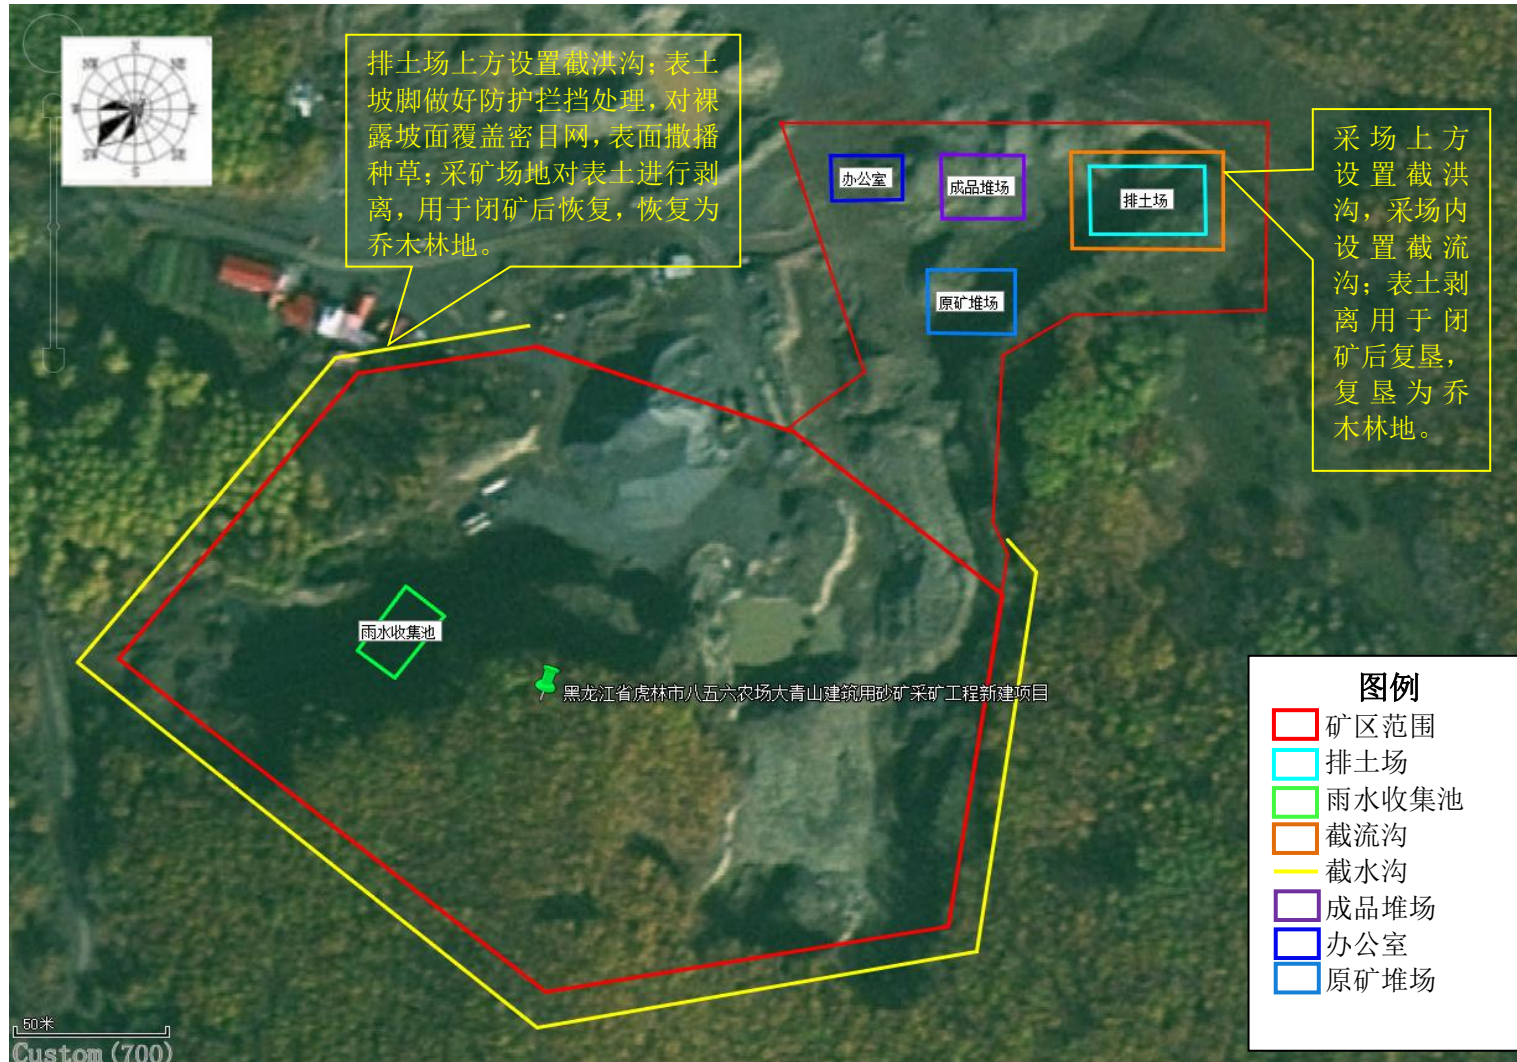 N
NW
NE
SW
SE
S
排土场上方设置截洪沟；表土
坡脚做好防护拦挡处理，对裸
露坡面覆盖密目网，表面撒播
种草；采矿场地对表土进行剥
离，用于闭矿后恢复，恢复为
乔木林地。
采场上方
设置截洪
沟，采场内
设置截流
沟；表土剥
离用于闭
矿后复垦，
复垦为乔
木林地。
办公室
成品堆场
排土场
原矿堆场
雨水收集池
黑龙江省虎林市八五六农场大青山建筑用砂矿采矿工程新建项目
图例
矿区范围
排土场
雨水收集池
截流沟
截水沟
成品堆场
办公室
原矿堆场
50米
Custom(700)